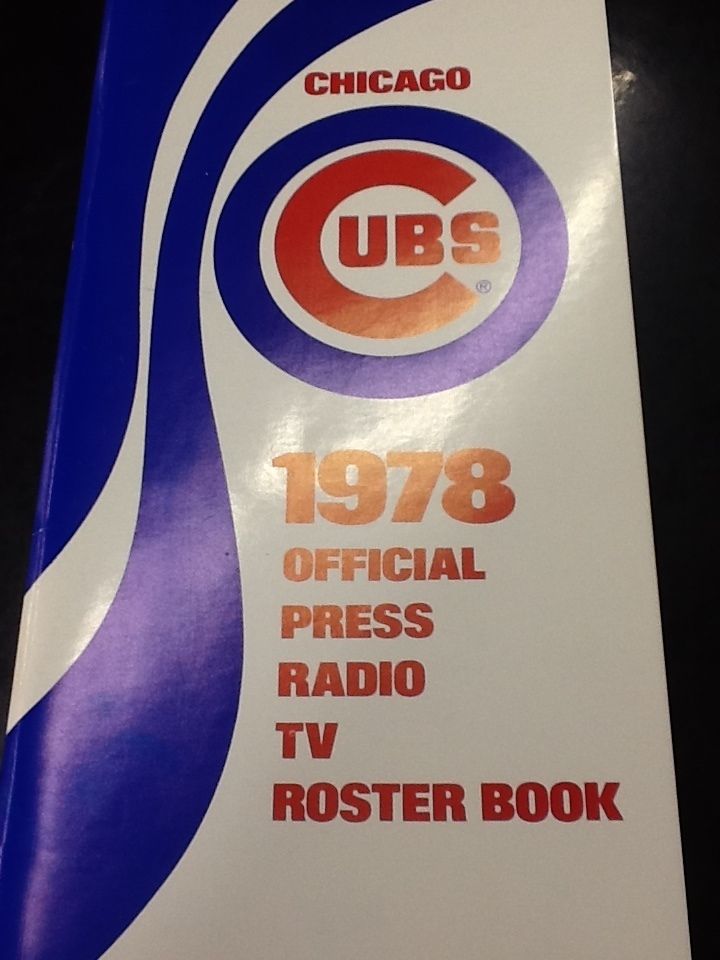 CHICAGO
CUBS
®
1978
OFFICIAL
PRESS
RADIO
TV
ROSTER BOOK